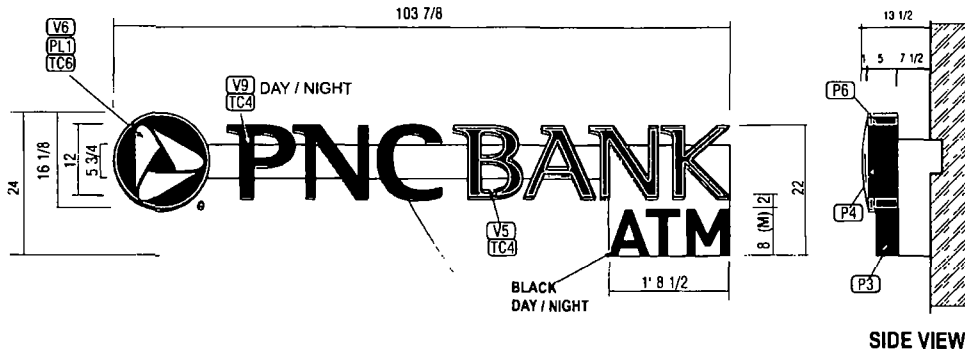 103 7/8
13 1/2
V6
PL1
TC6
V9 DAY / NIGHT
TC4
1 5 7 1/2
P6
24
16 1/8
12
5 3/4
PNC BANK
®
ATM
22
2
8 (M)
V5
TC4
P4
P3
BLACK
DAY / NIGHT
1' 8 1/2
SIDE VIEW